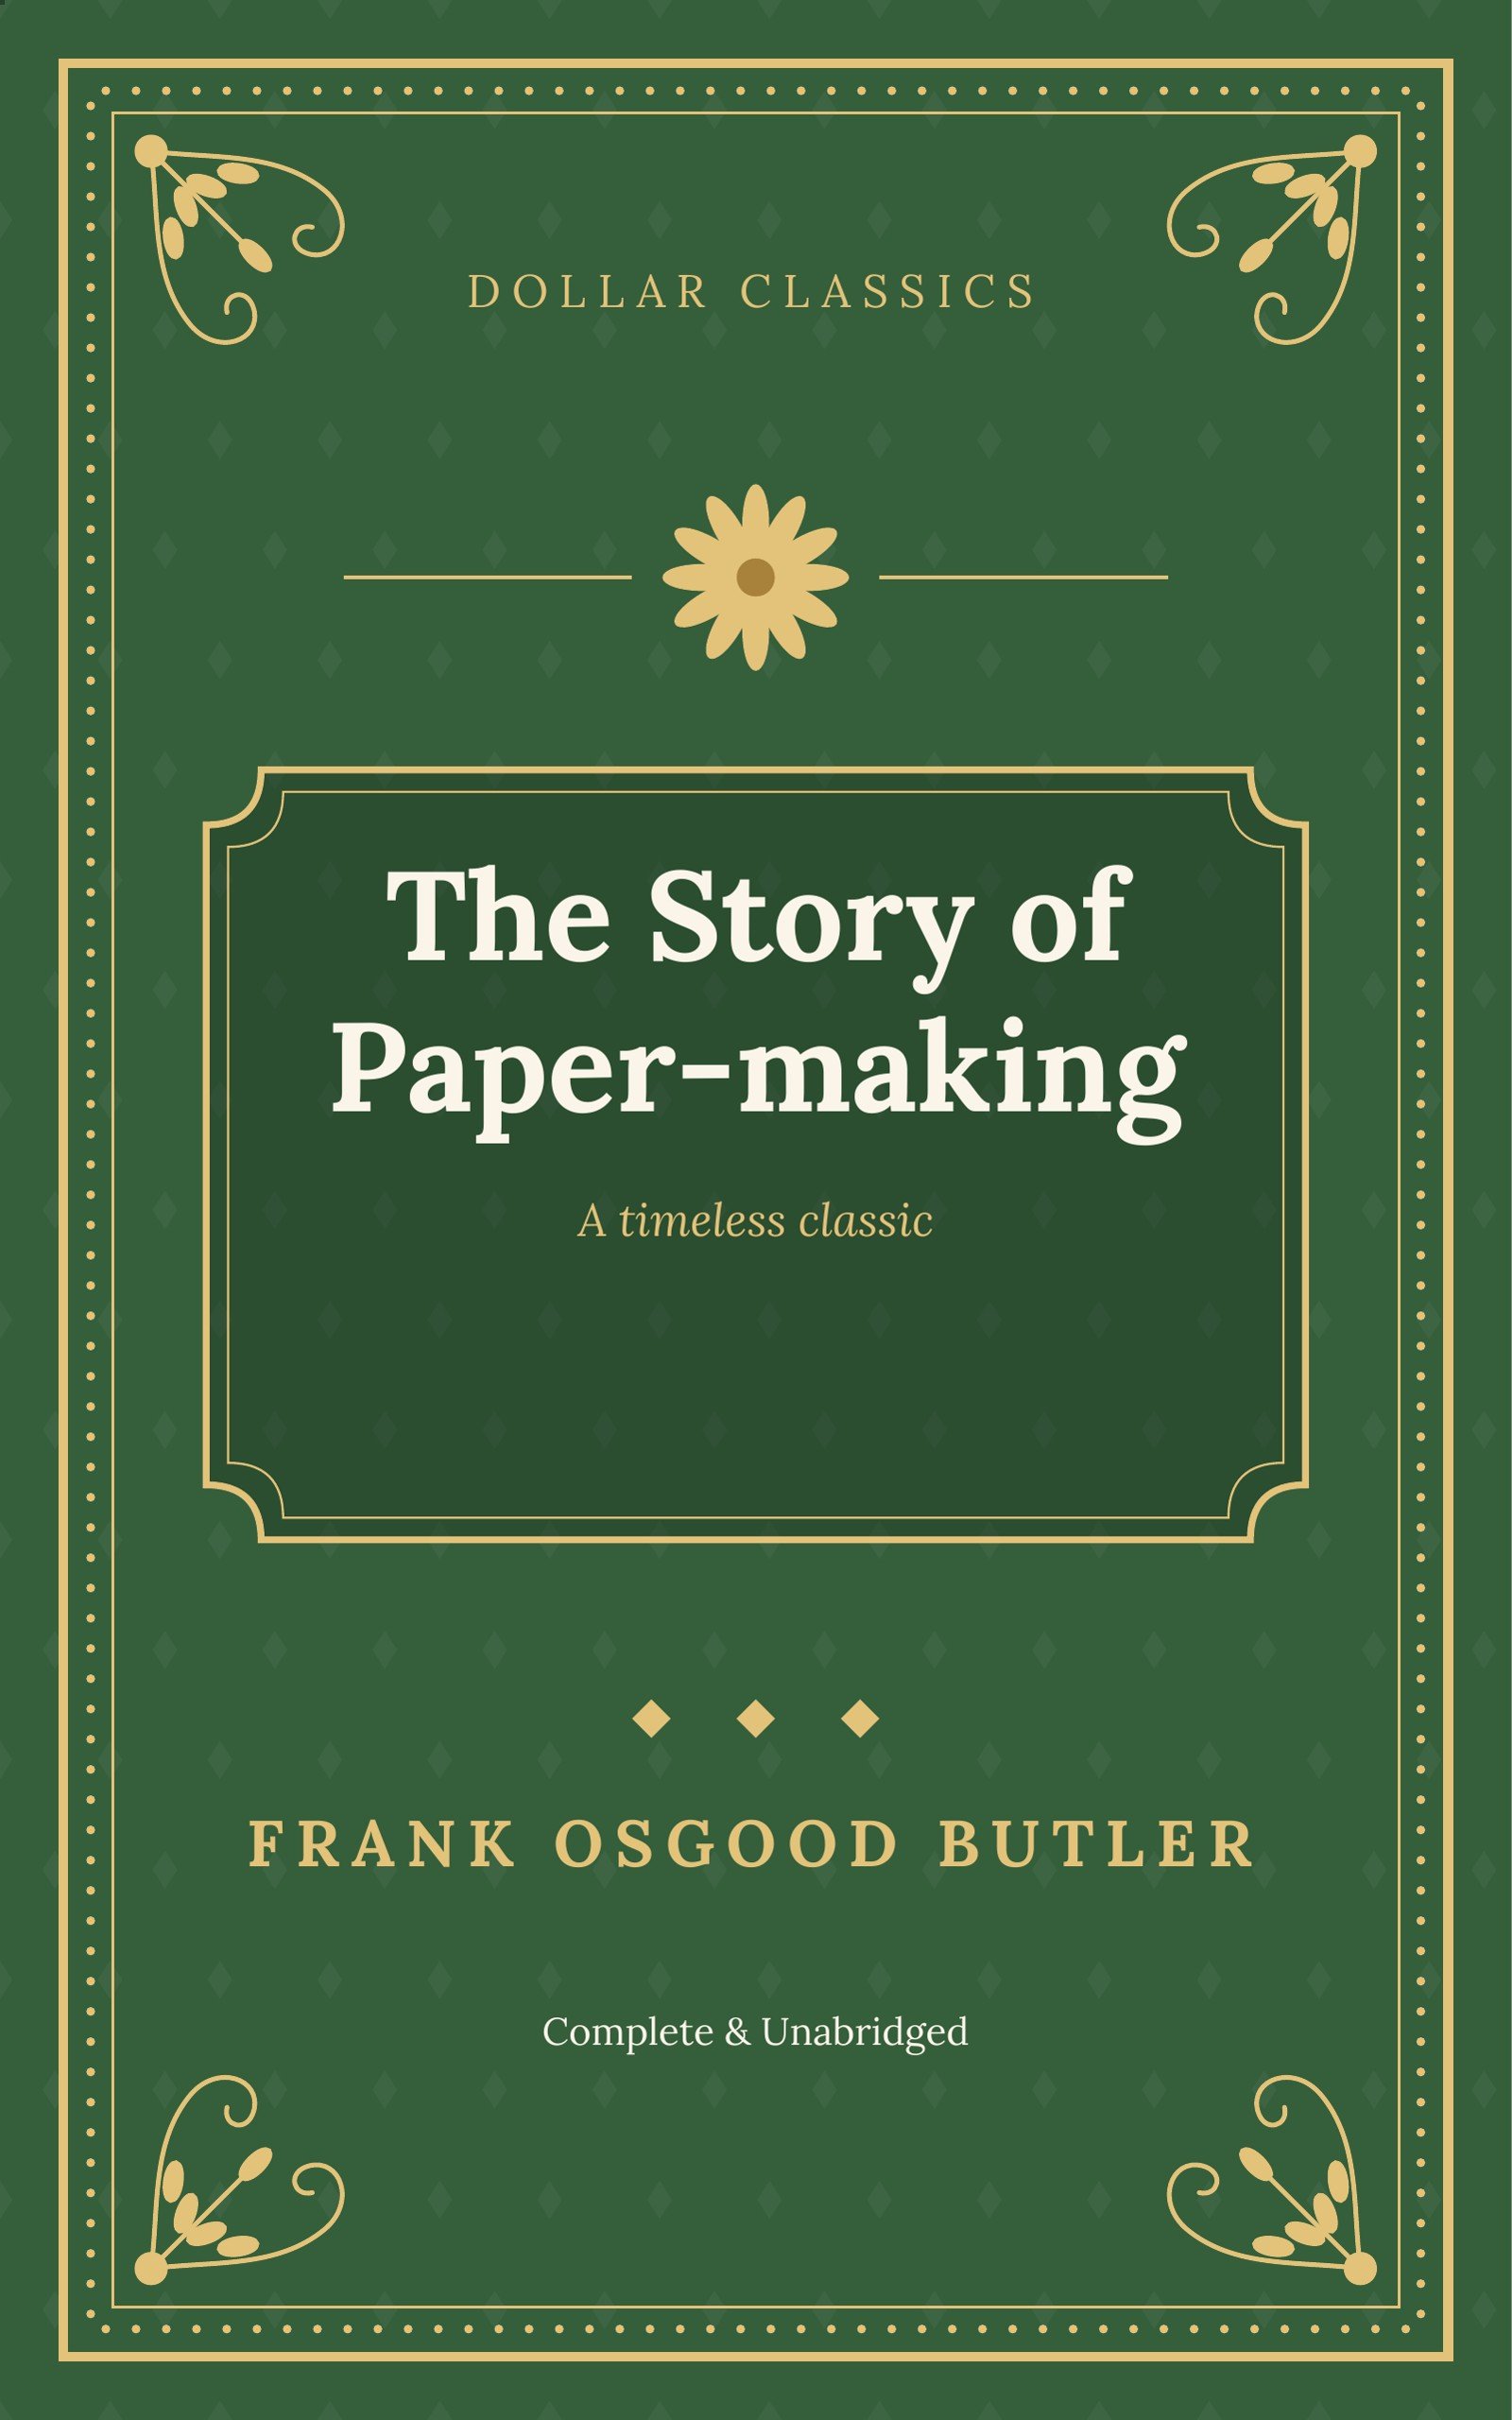 DOLLAR CLASSICS
The Story of
Paper-making
A timeless classic
FRANK OSGOOD BUTLER
Complete & Unabridged